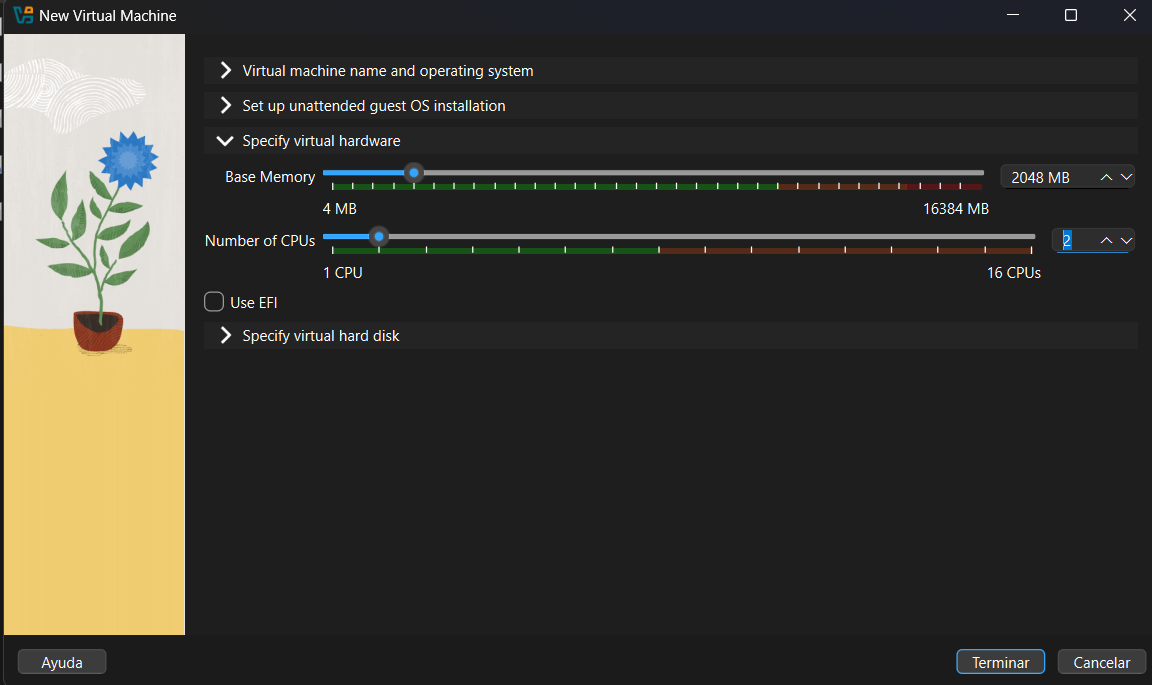 New Virtual Machine
Virtual machine name and operating system
Set up unattended guest OS installation
Specify virtual hardware
Base Memory 2048 MB
4 MB 16384 MB
Number of CPUs 2
1 CPU 16 CPUs
Use EFI
Specify virtual hard disk
Ayuda Terminar Cancelar